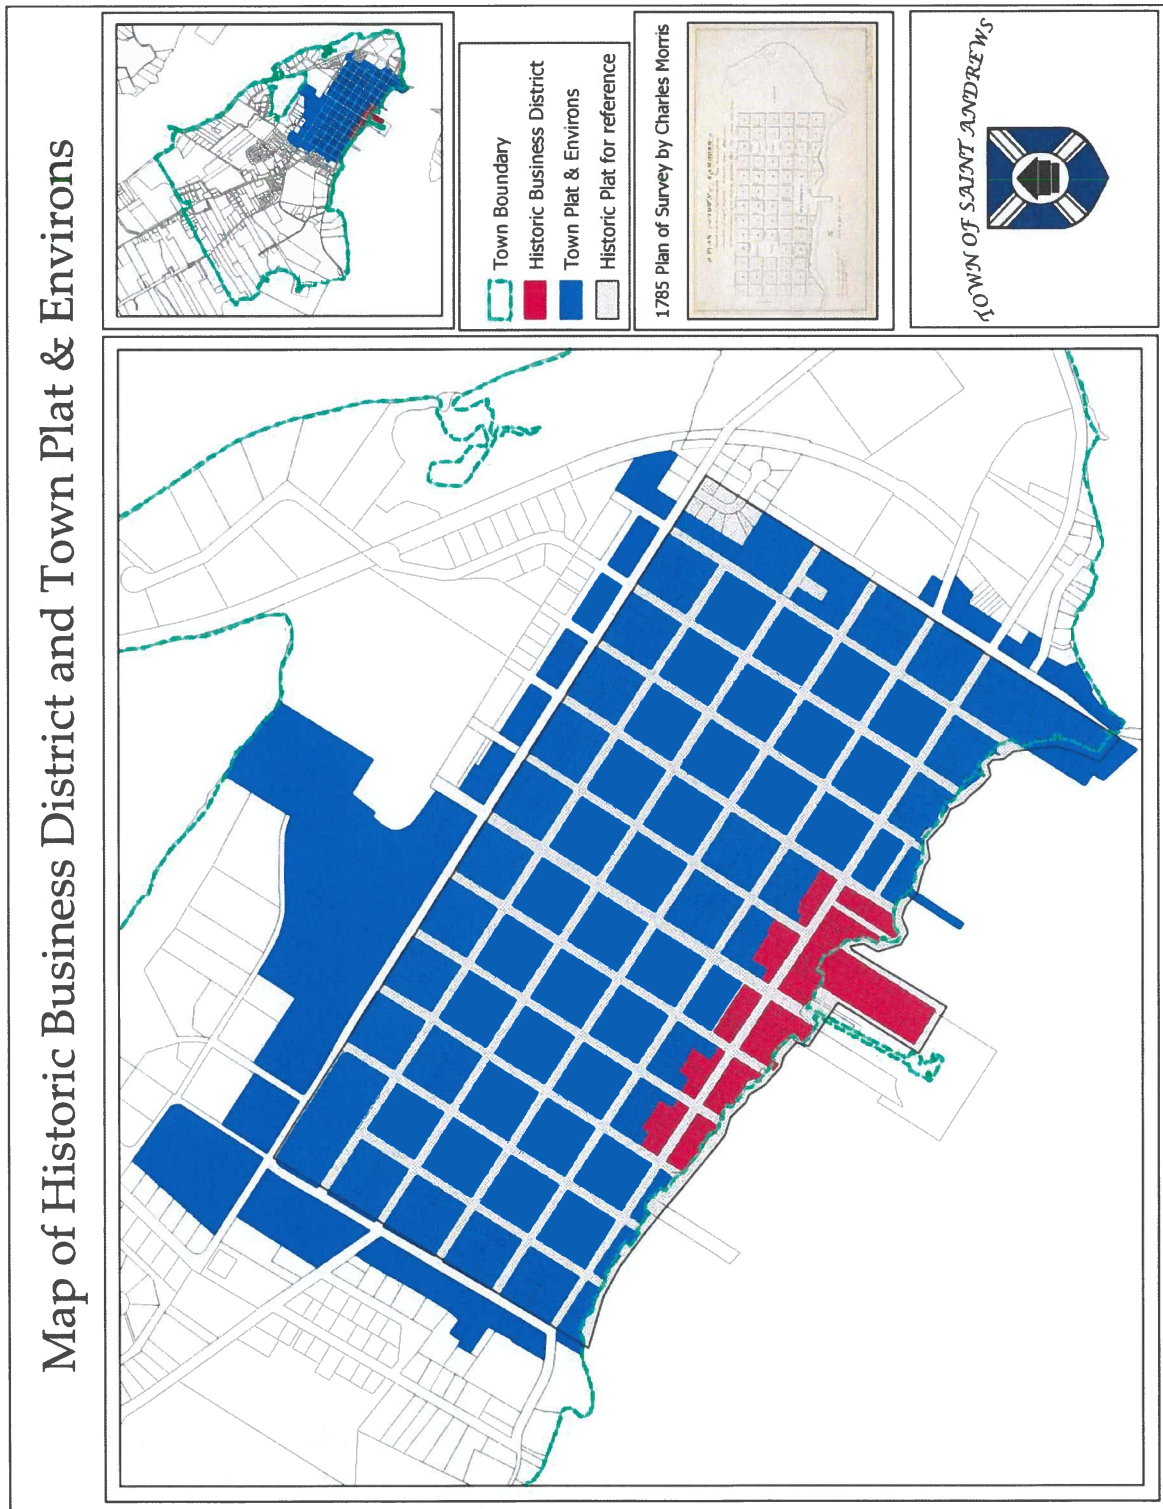 Map of Historic Business District and Town Plat & Environs
Town Boundary
Historic Business District
Town Plat & Environs
Historic Plat for reference
1785 Plan of Survey by Charles Morris
TOWN OF SAINT ANDREWS